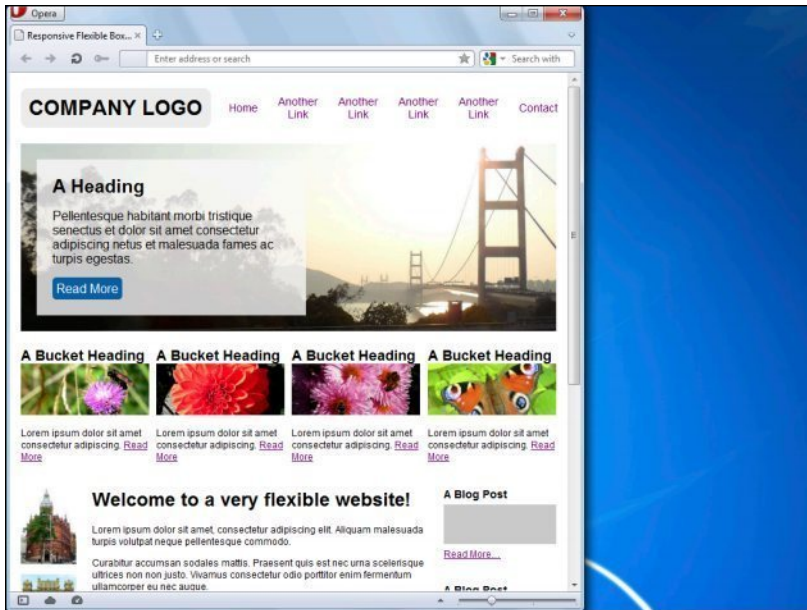 Opera
Responsive Flexible Box...
Enter address or search
Search with
COMPANY LOGO
Home
Another Link
Another Link
Another Link
Another Link
Contact
A Heading
Pellentesque habitant morbi tristique
senectus et dolor sit amet consectetur
adipiscing netus et malesuada fames ac
turpis egestas.
Read More
A Bucket Heading
A Bucket Heading
A Bucket Heading
A Bucket Heading
Lorem ipsum dolor sit amet
consectetur adipiscing. Read
More
Lorem ipsum dolor sit amet
consectetur adipiscing. Read
More
Lorem ipsum dolor sit amet
consectetur adipiscing. Read
More
Lorem ipsum dolor sit amet
consectetur adipiscing. Read
More
Welcome to a very flexible website!
Lorem ipsum dolor sit amet, consectetur adipiscing elit. Aliquam malesuada
turpis volutpat neque pellentesque commodo.
Curabitur accumsan sodales mattis. Praesent quis est nec urna scelerisque
ultrices non non justo. Vivamus consectetur odio porttitor enim fermentum
ullamcorper eu nec augue.
A Blog Post
Read More...
A Blog Post